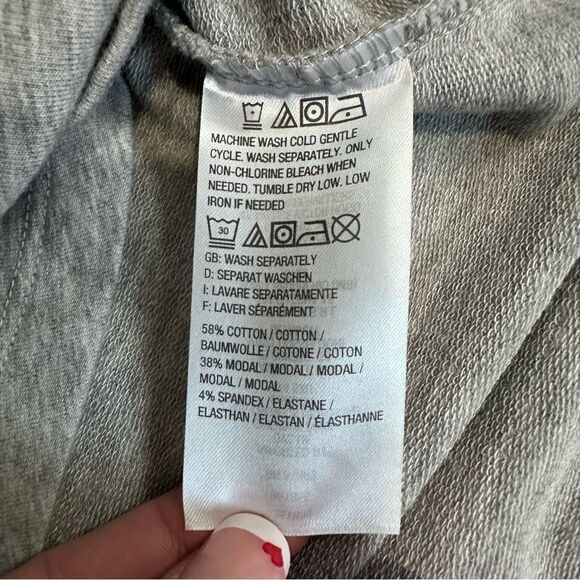 MACHINE WASH COLD GENTLE
CYCLE. WASH SEPARATELY. ONLY
NON-CHLORINE BLEACH WHEN
NEEDED. TUMBLE DRY LOW. LOW
IRON IF NEEDED
30
GB: WASH SEPARATELY
D: SEPARAT WASCHEN
I: LAVARE SEPARATAMENTE
F: LAVER SÉPARÉMENT
58% COTTON / COTTON /
BAUMWOLLE / COTONE / COTON
38% MODAL / MODAL / MODAL /
MODAL / MODAL
4% SPANDEX / ELASTANE /
ELASTHAN / ELASTAN / ÉLASTHANNE